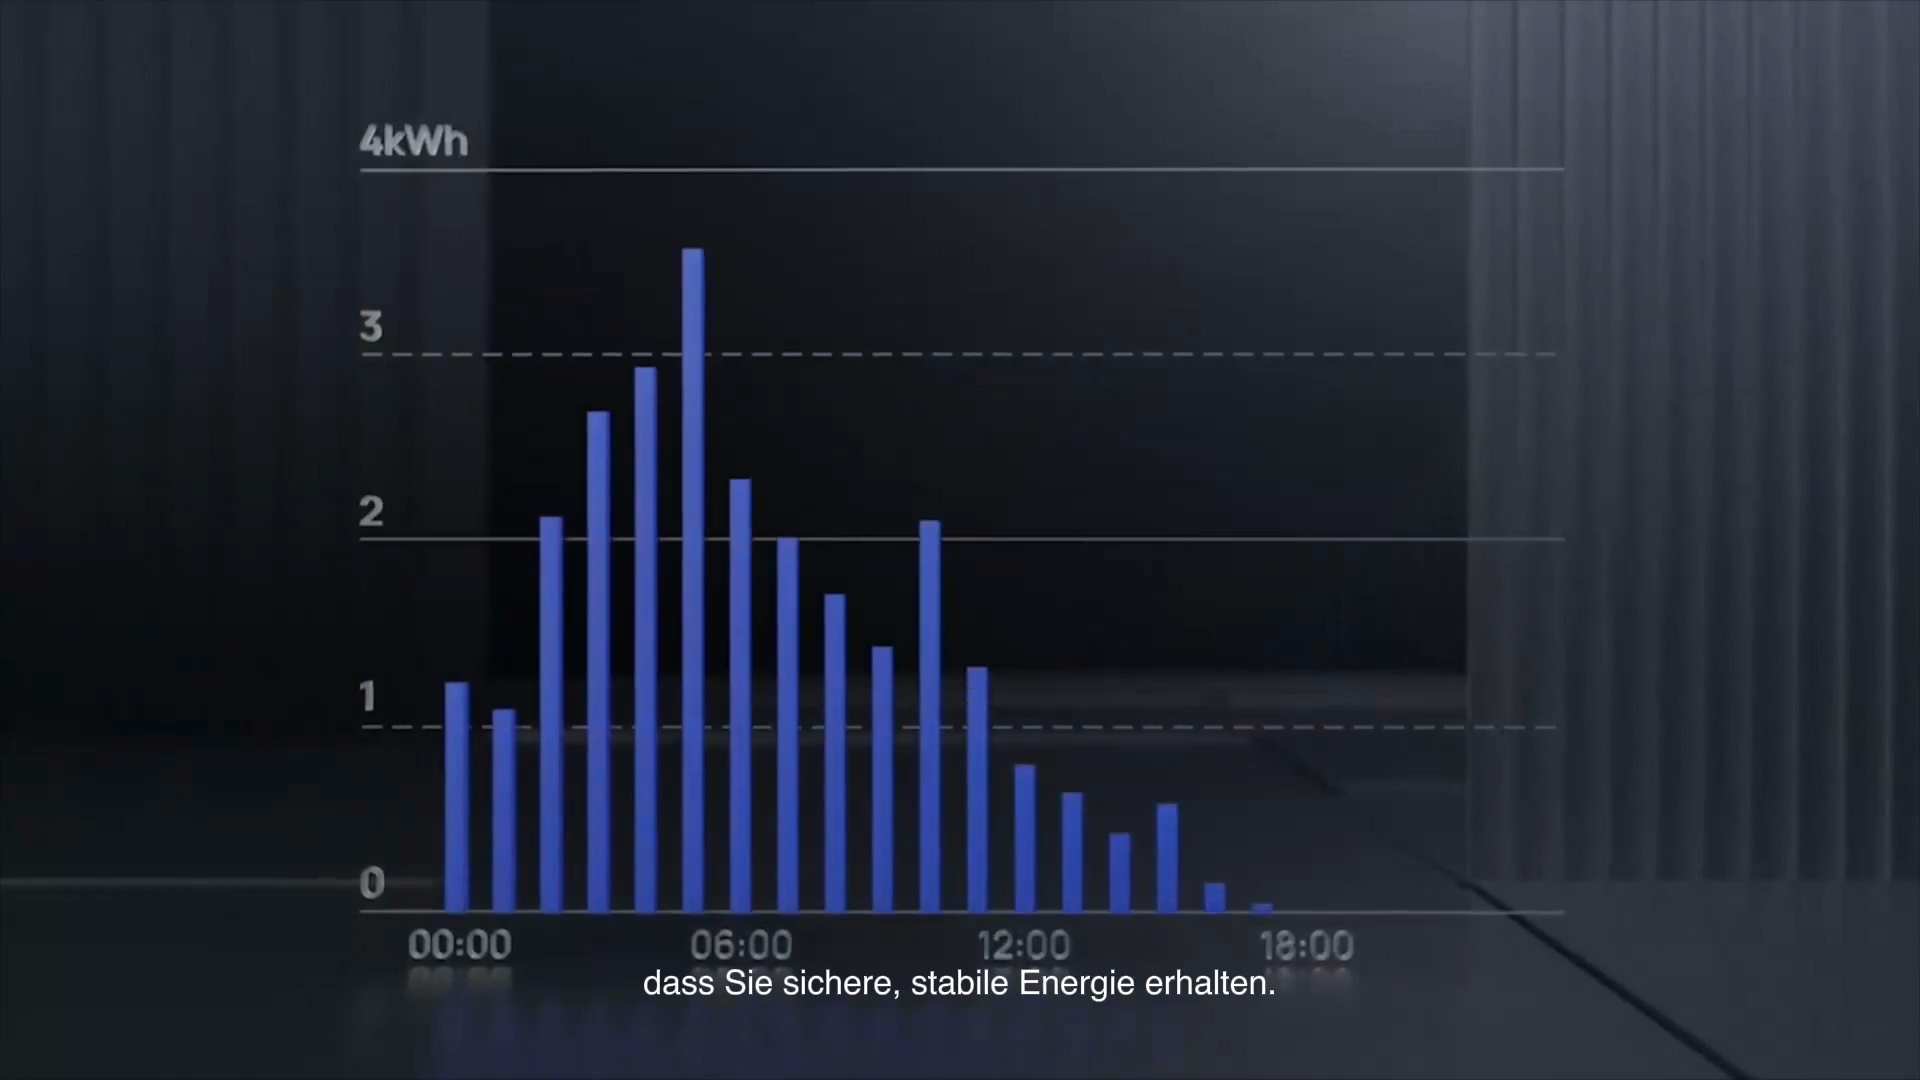 4kWh
3
2
1
0
00:00 06:00 12:00 18:00
dass Sie sichere, stabile Energie erhalten.